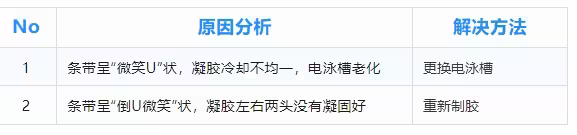 No 原因分析 解决方法
1 条带呈“微笑U”状，凝胶冷却不均一，电泳槽老化 更换电泳槽
2 条带呈“倒U微笑”状，凝胶左右两头没有凝固好 重新制胶